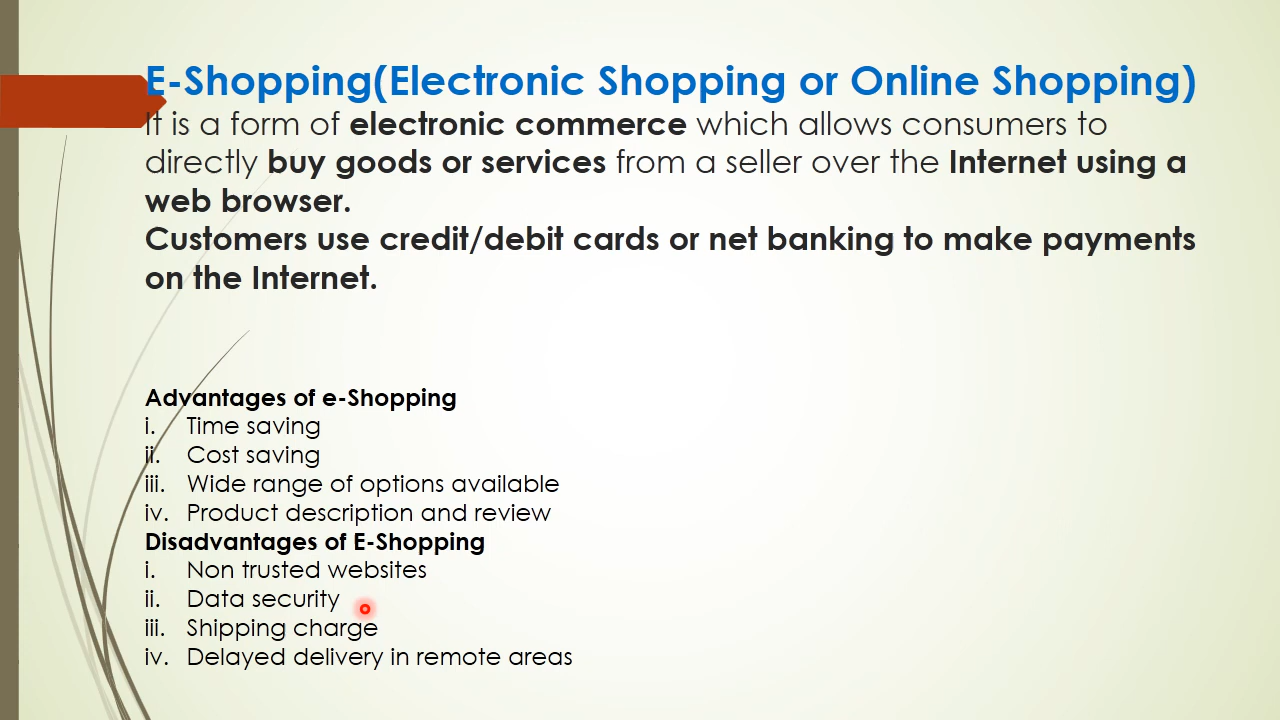 E-Shopping(Electronic Shopping or Online Shopping)
It is a form of electronic commerce which allows consumers to
directly buy goods or services from a seller over the Internet using a
web browser.
Customers use credit/debit cards or net banking to make payments
on the Internet.
Advantages of e-Shopping
i. Time saving
ii. Cost saving
iii. Wide range of options available
iv. Product description and review
Disadvantages of E-Shopping
i. Non trusted websites
ii. Data security
iii. Shipping charge
iv. Delayed delivery in remote areas